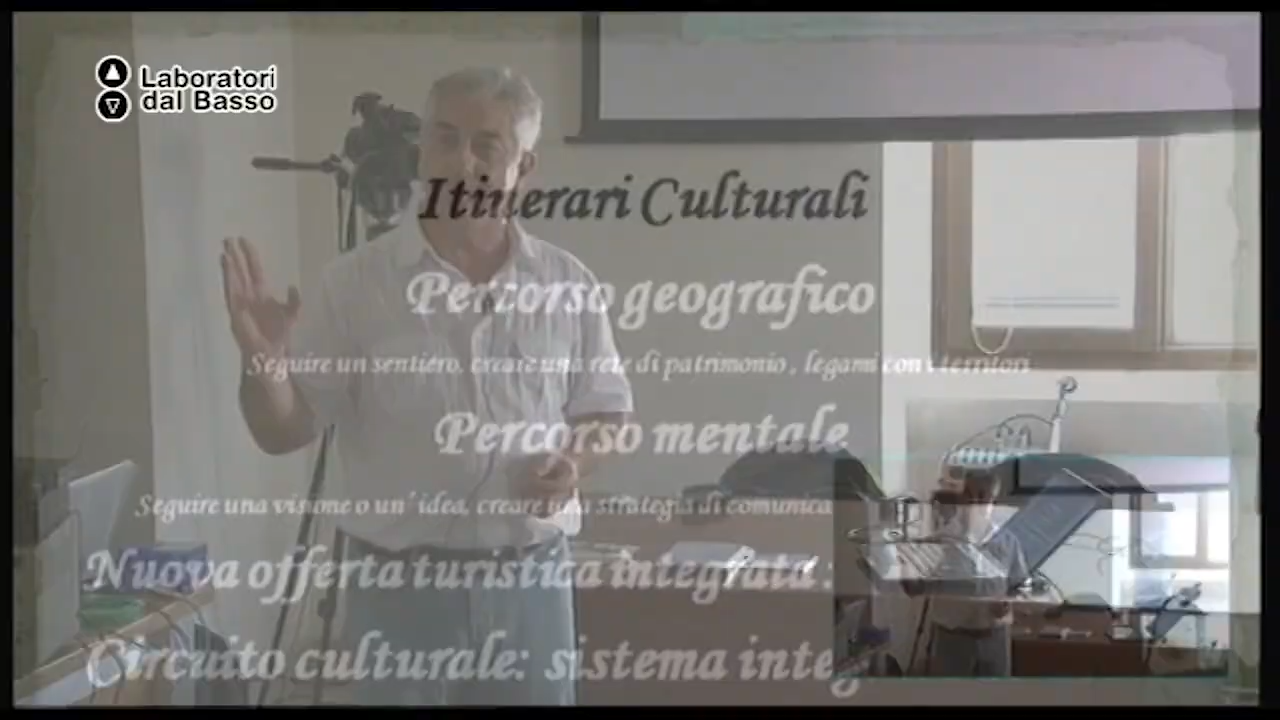 Laboratori
dal Basso
Itinerari Culturali
Percorso geografico
Seguire un sentiero, creare una rete di patrimonio, legami con i territori
Percorso mentale
Seguire una visione o un' idea, creare una strategia di comunica
Nuova offerta turistica integrata:
Circuito culturale: sistema integ